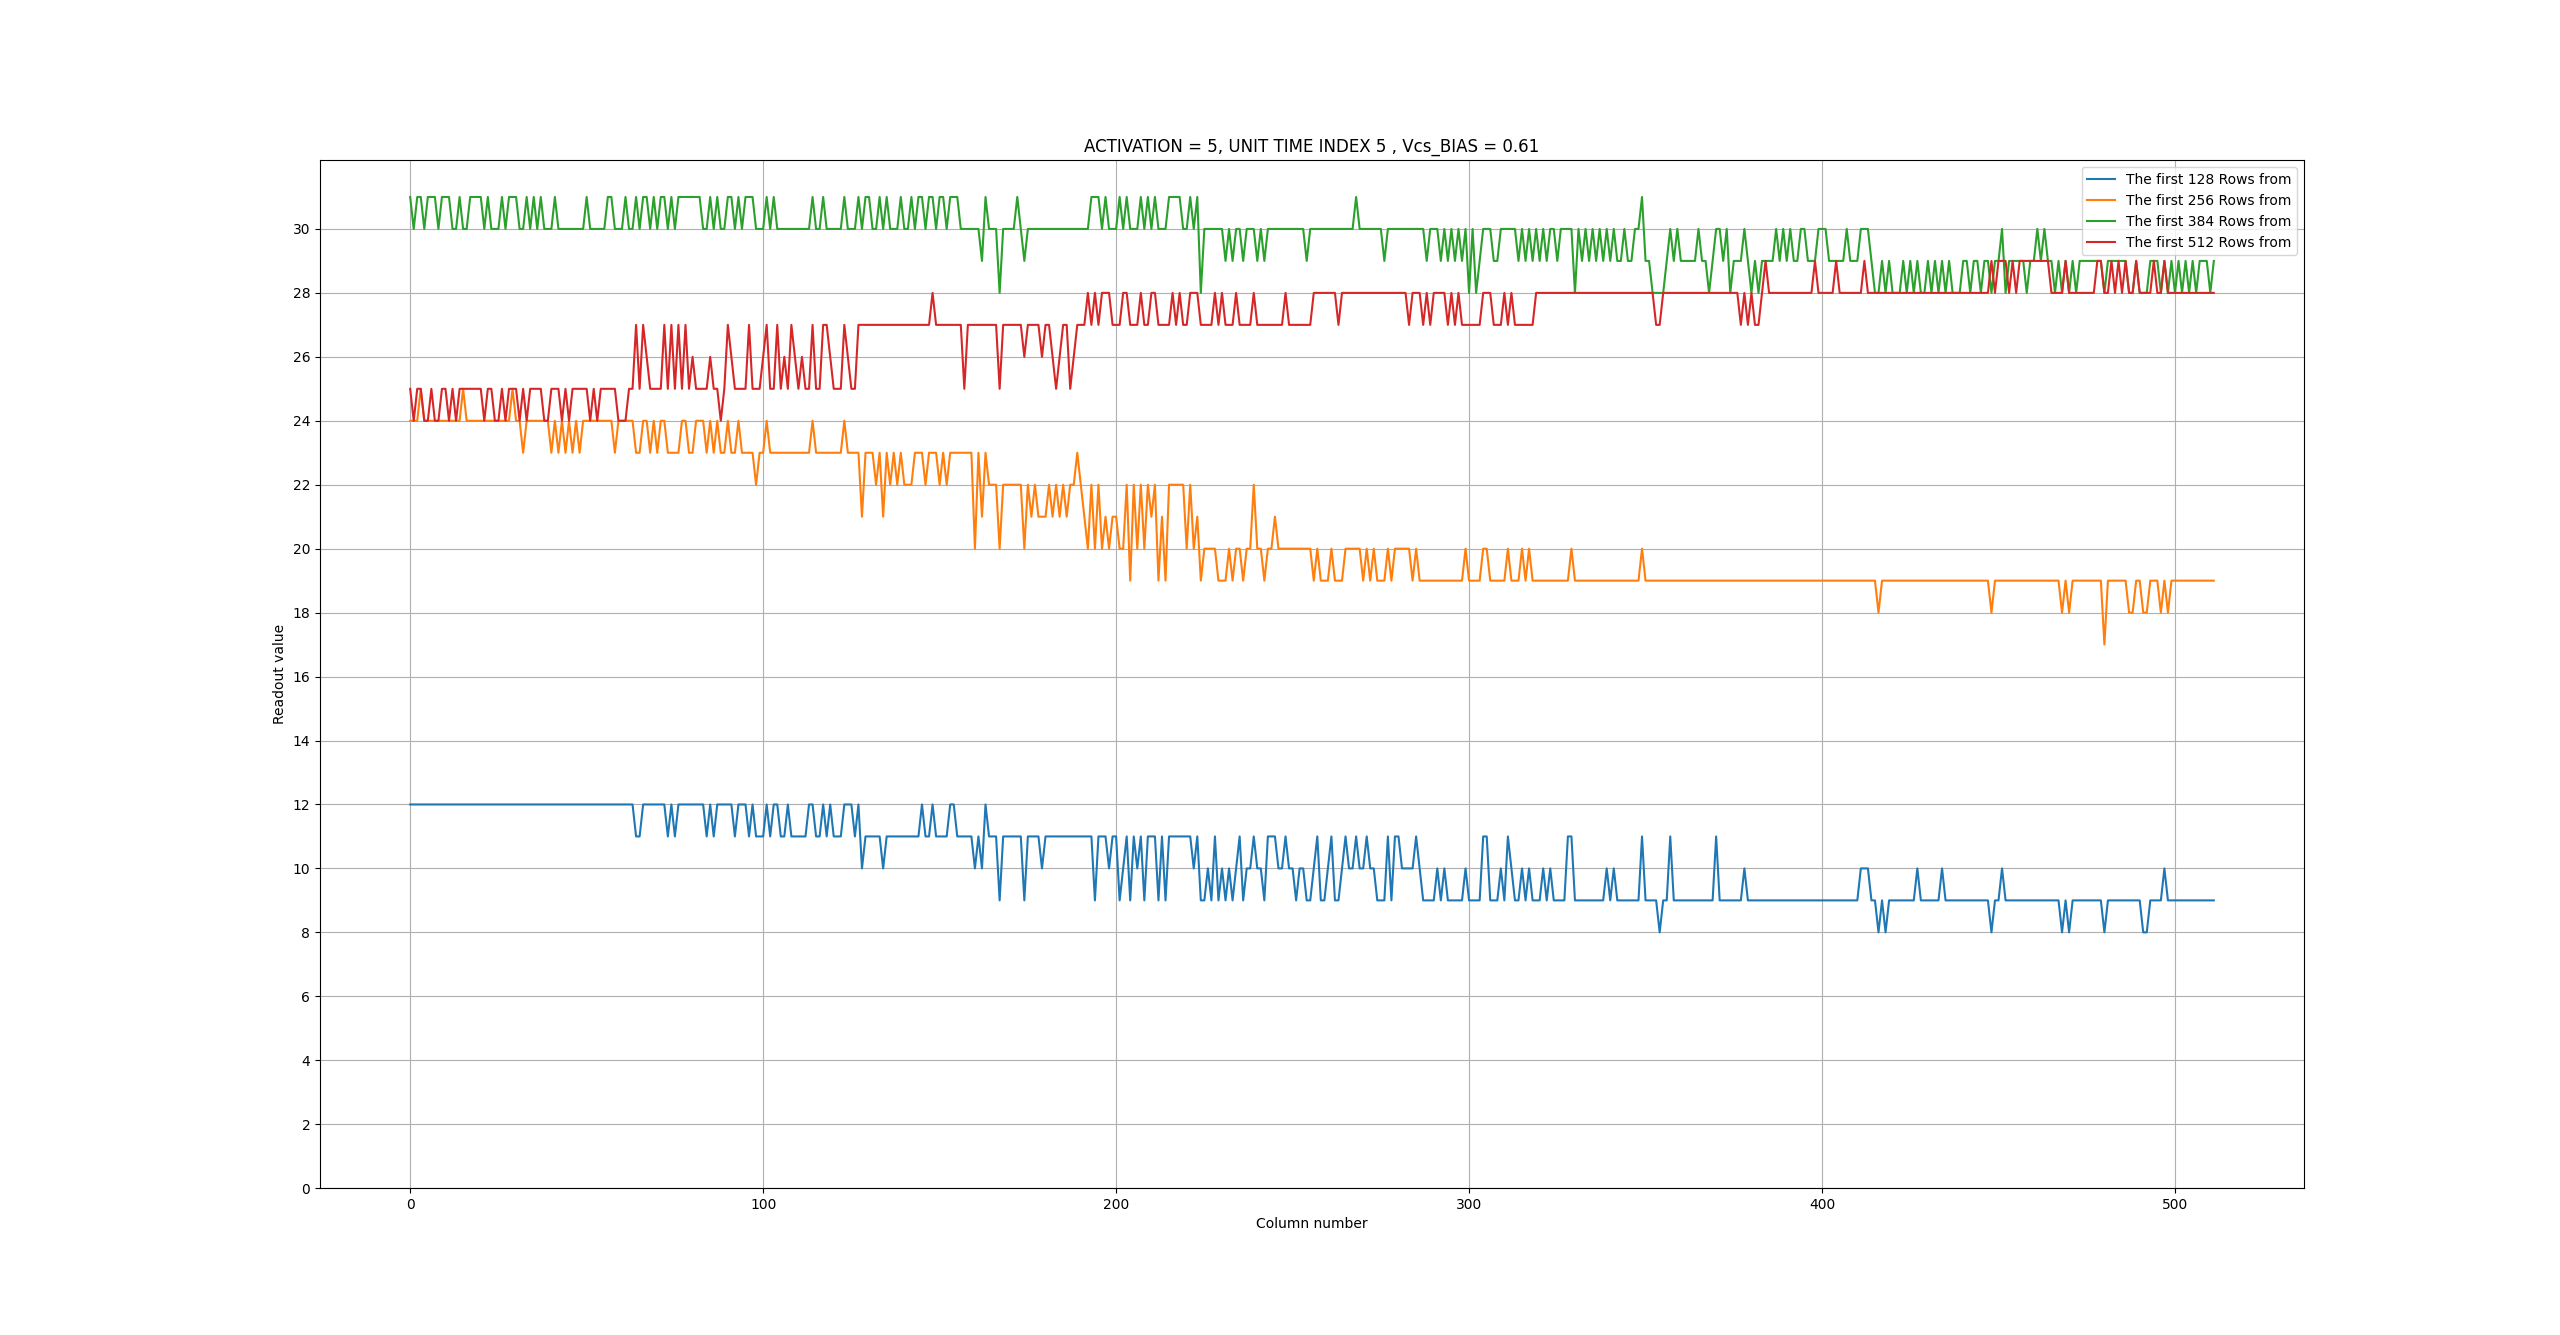 ACTIVATION = 5, UNIT TIME INDEX 5 , Vcs_BIAS = 0.61
The first 128 Rows from
The first 256 Rows from
The first 384 Rows from
The first 512 Rows from
Readout value
30
28
26
24
22
20
18
16
14
12
10
8
6
4
2
0
0 100 200 300 400 500
Column number